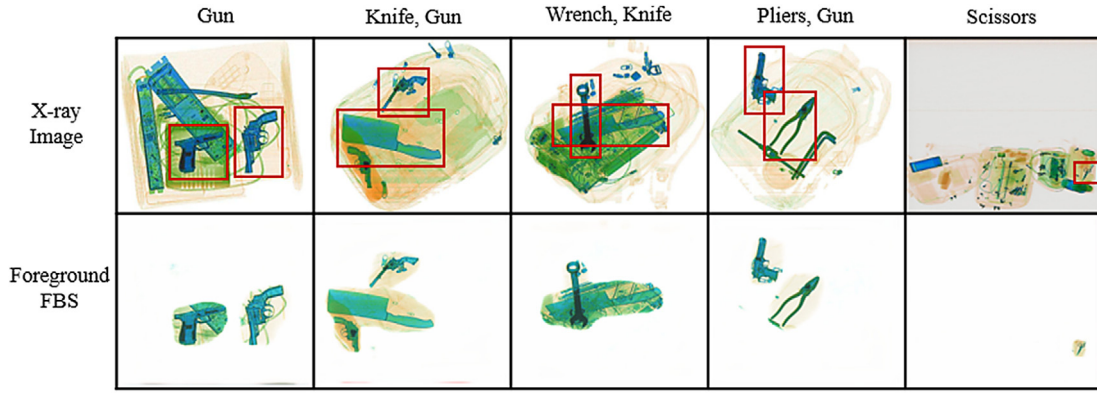 Gun
Knife, Gun
Wrench, Knife
Pliers, Gun
Scissors
X-ray
Image
Foreground
FBS